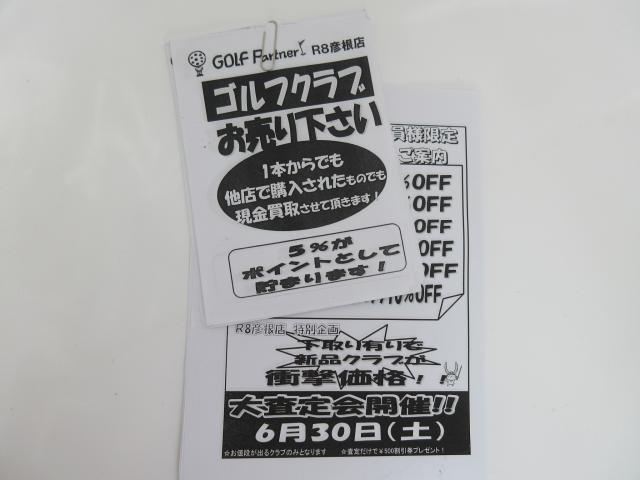 GOLF Partner R8彦根店
ゴルフクラブ
お売り下さい
1本からでも
他店で購入されたものでも
現金買取させて頂きます!
5%が
ポイントとして
貯まります!
員様限定
ご案内
%OFF
%OFF
OFF
OFF
%OFF
10%OFF
R8彦根店 特別企画
下取り有りで
新品クラブが
衝撃価格!!
大査定会開催!!
6月30日(土)
☆お値段が出るクラブのみとなります ☆査定だけで¥500割引券プレゼント!